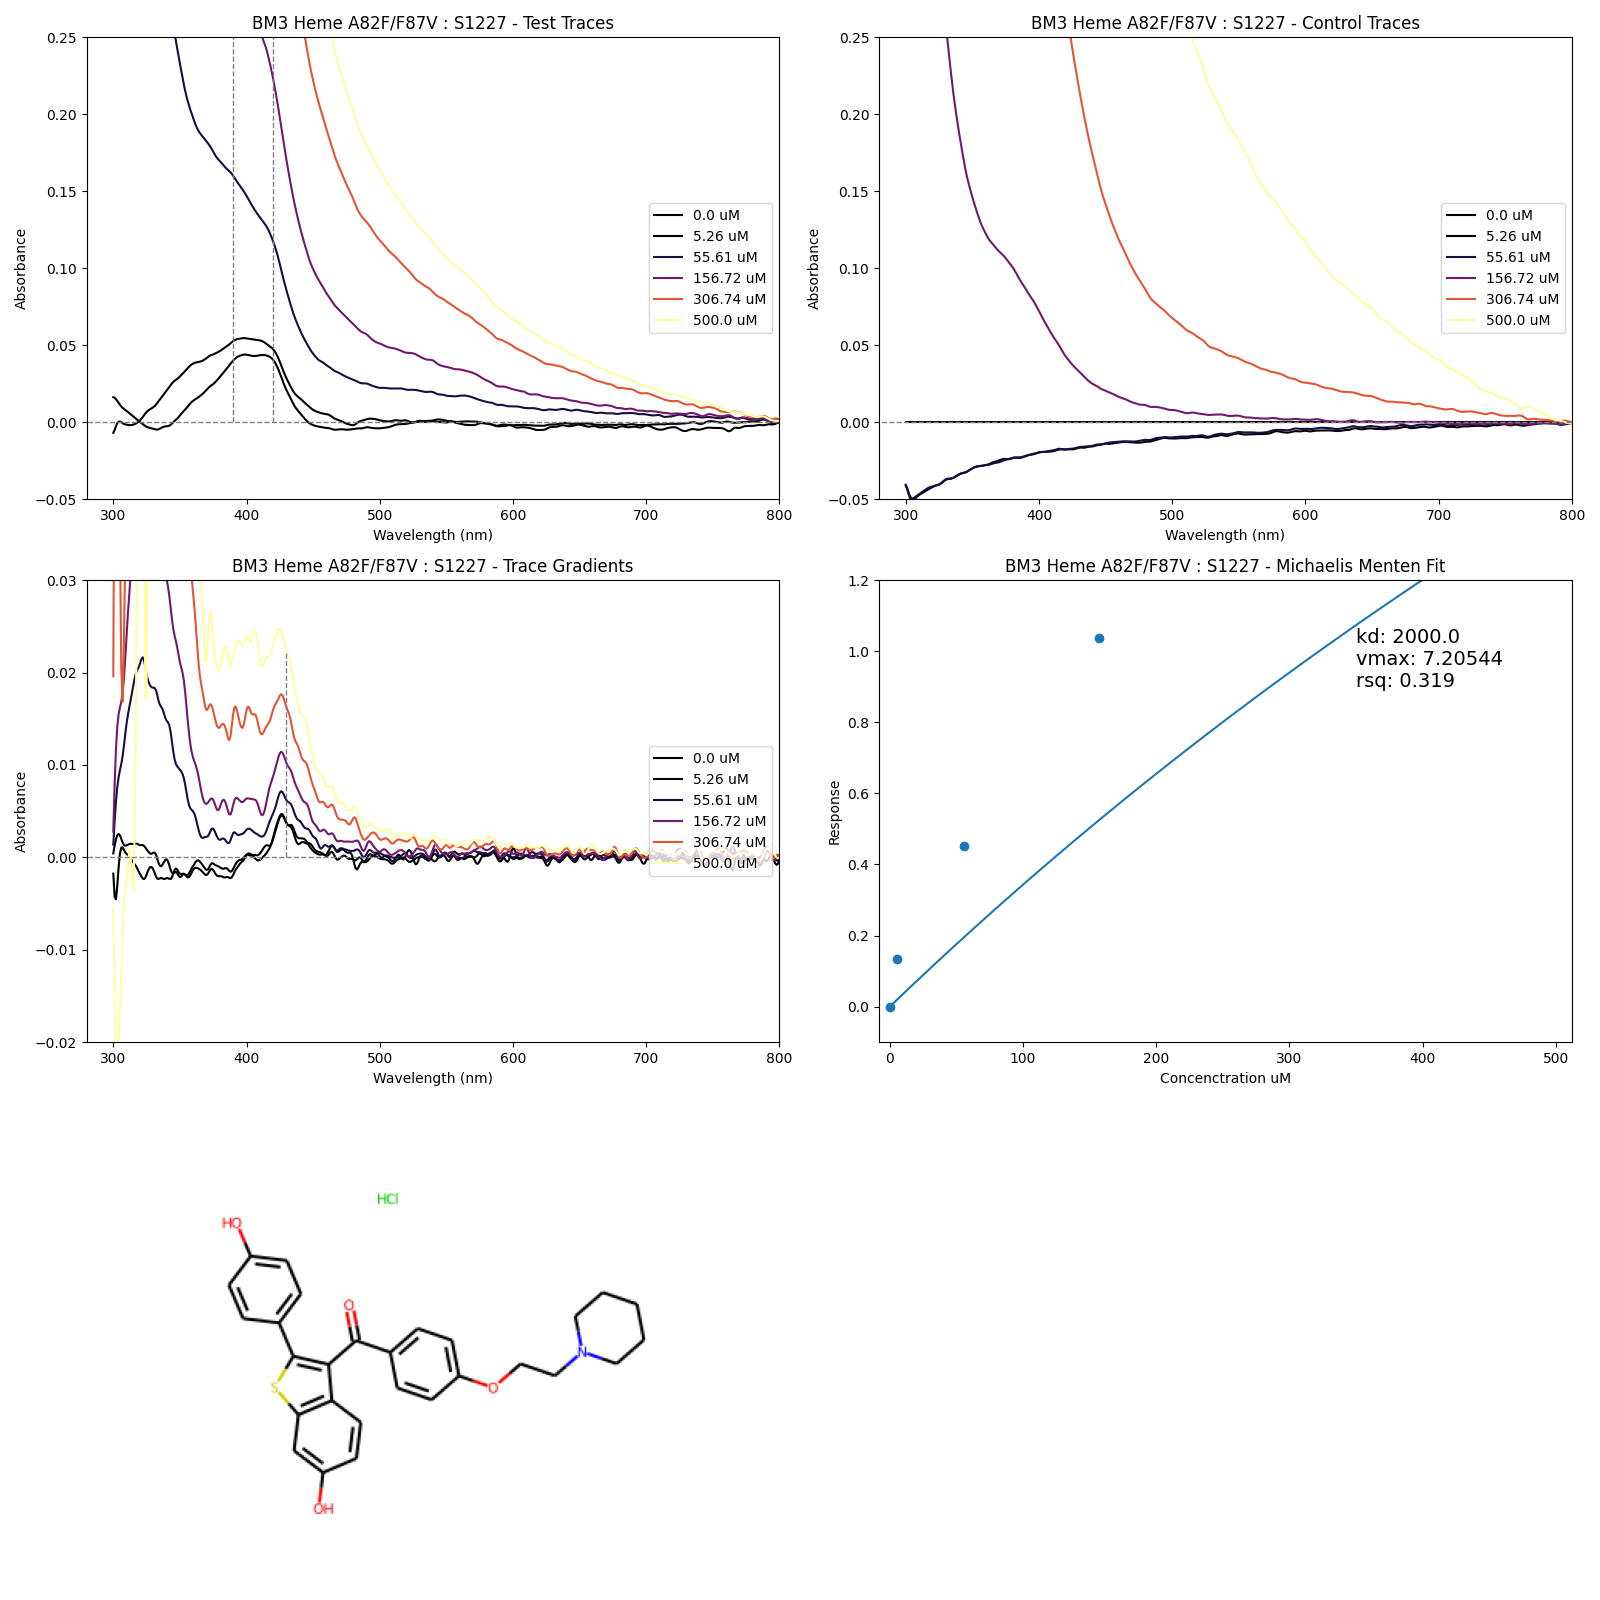 BM3 Heme A82F/F87V : S1227 - Test Traces
0.25
0.20
0.15
0.10
0.05
0.00
−0.05
Absorbance
300 400 500 600 700 800
Wavelength (nm)
0.0 uM
5.26 uM
55.61 uM
156.72 uM
306.74 uM
500.0 uM
BM3 Heme A82F/F87V : S1227 - Control Traces
0.25
0.20
0.15
0.10
0.05
0.00
−0.05
Absorbance
300 400 500 600 700 800
Wavelength (nm)
0.0 uM
5.26 uM
55.61 uM
156.72 uM
306.74 uM
500.0 uM
BM3 Heme A82F/F87V : S1227 - Trace Gradients
0.03
0.02
0.01
0.00
−0.01
−0.02
Absorbance
300 400 500 600 700 800
Wavelength (nm)
0.0 uM
5.26 uM
55.61 uM
156.72 uM
306.74 uM
500.0 uM
BM3 Heme A82F/F87V : S1227 - Michaelis Menten Fit
1.2
1.0
0.8
0.6
0.4
0.2
0.0
Response
0 100 200 300 400 500
Concenctration uM
kd: 2000.0
vmax: 7.20544
rsq: 0.319
HCl
HO
O
N
S
O
OH